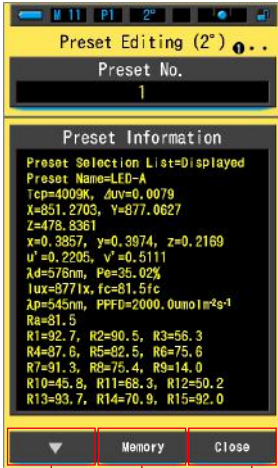 M 11 P1 2°
Preset Editing (2°) ❶..
Preset No.
1
Preset Information
Preset Selection List=Displayed
Preset Name=LED-A
Tcp=4009K, ⊿uv=0.0079
X=851.2703, Y=877.0627
Z=478.8361
x=0.3857, y=0.3974, z=0.2169
u'=0.2205, v'=0.5111
λd=576nm, Pe=35.02%
lux=877lx,fc=81.5fc
λp=545nm, PPFD=2000.0umolm⁻²s⁻¹
Ra=81.5
R1=92.7, R2=90.5, R3=56.3
R4=87.6, R5=82.5, R6=75.6
R7=91.3, R8=75.4, R9=14.0
R10=45.8, R11=68.3, R12=50.2
R13=93.7, R14=70.9, R15=92.0
▼ Memory Close